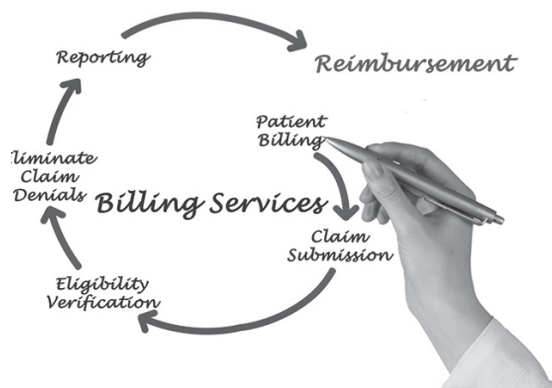 Reporting
Reimbursement
Patient
Billing
liminate
Claim
Denials
Billing Services
Claim
Submission
Eligibility
Verification